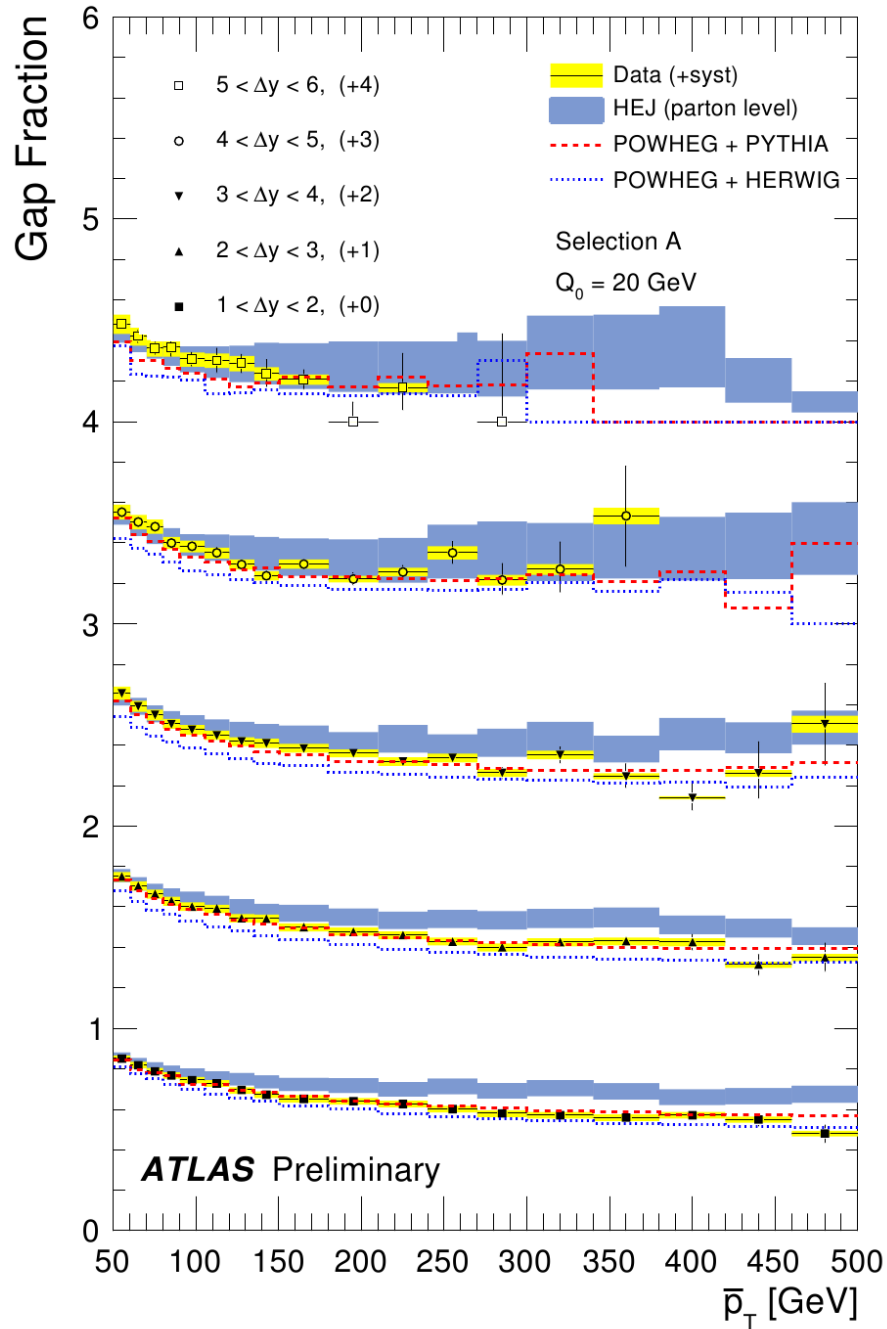 Gap Fraction
6
5
4
3
2
1
0
5 < Δy < 6, (+4)
4 < Δy < 5, (+3)
3 < Δy < 4, (+2)
2 < Δy < 3, (+1)
1 < Δy < 2, (+0)
Data (+syst)
HEJ (parton level)
POWHEG + PYTHIA
POWHEG + HERWIG
Selection A
Q₀ = 20 GeV
ATLAS Preliminary
50 100 150 200 250 300 350 400 450 500
p̅_T [GeV]